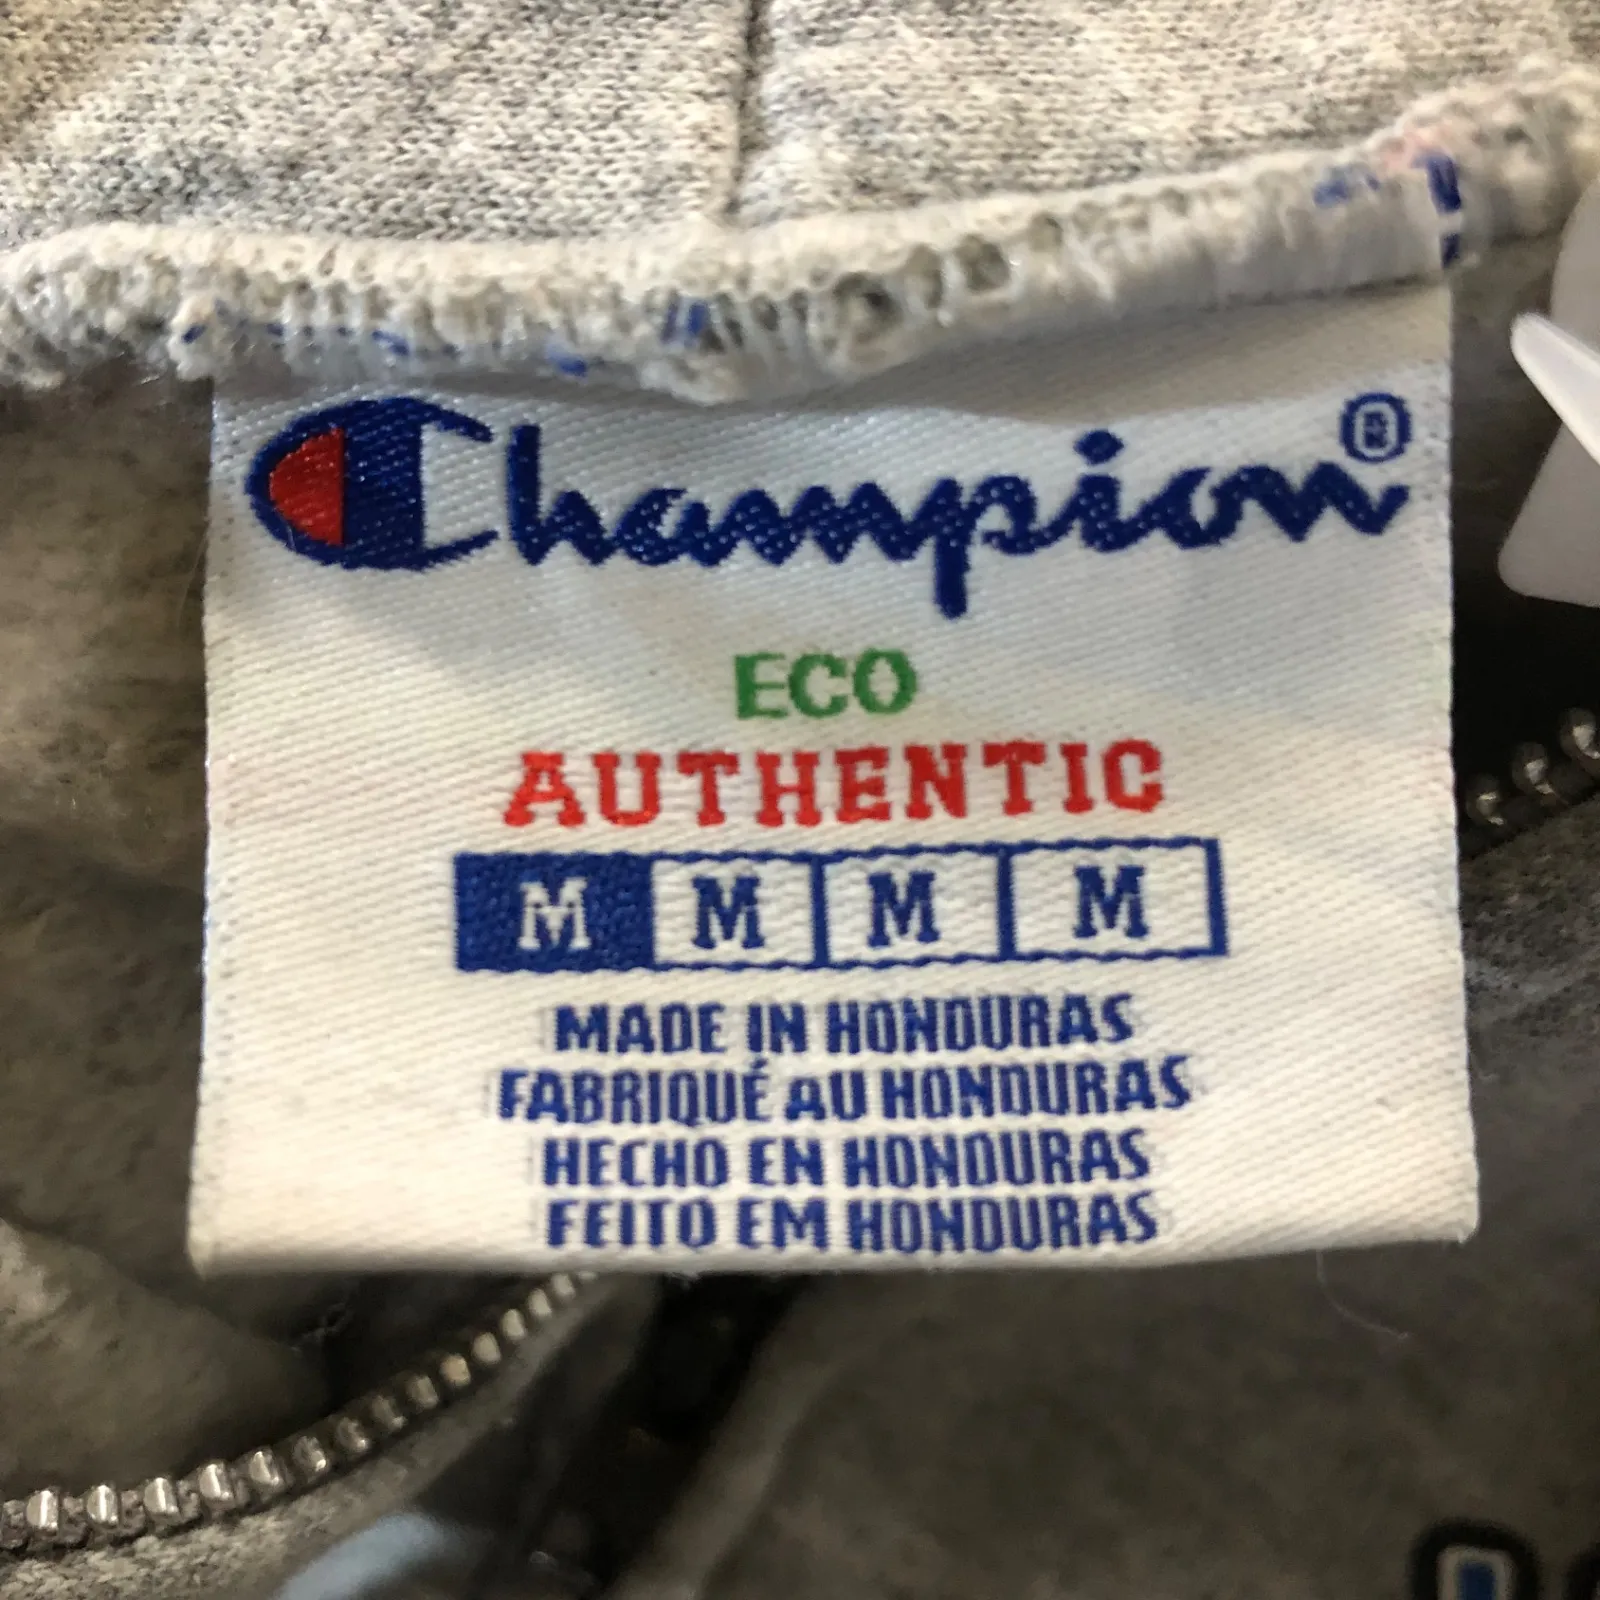 Champion®
ECO
AUTHENTIC
M M M M
MADE IN HONDURAS
FABRIQUÉ AU HONDURAS
HECHO EN HONDURAS
FEITO EM HONDURAS